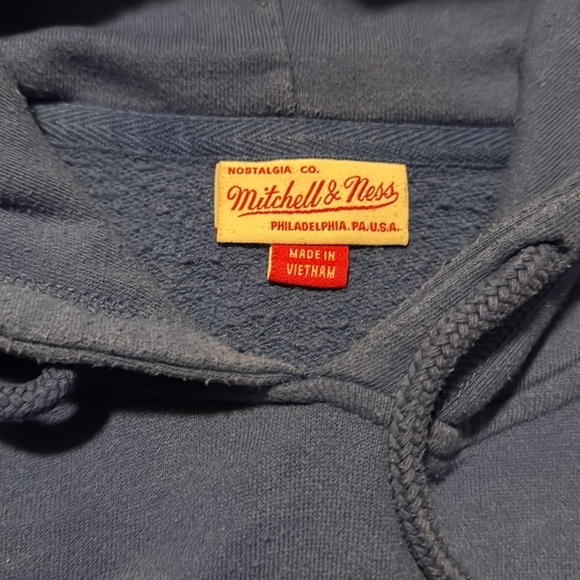 NOSTALGIA CO.
Mitchell & Ness
PHILADELPHIA.PA.U.S.A.
MADE IN
VIETNAM